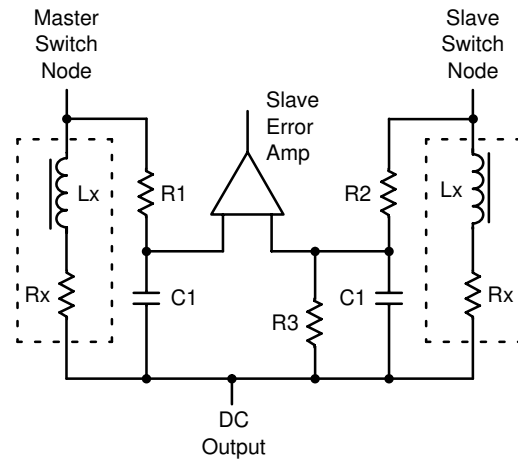 Master
Switch
Node
Slave
Switch
Node
Slave
Error
Amp
Lx
R1
R2
Lx
Rx
C1
R3
C1
Rx
DC
Output